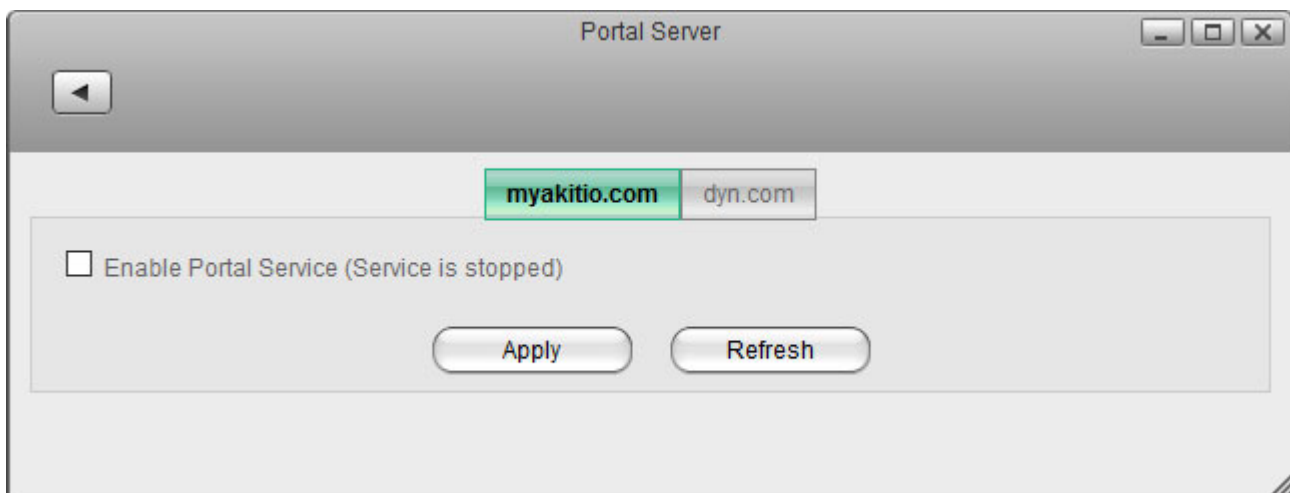 Portal Server
myakitio.com dyn.com
Enable Portal Service (Service is stopped)
Apply Refresh